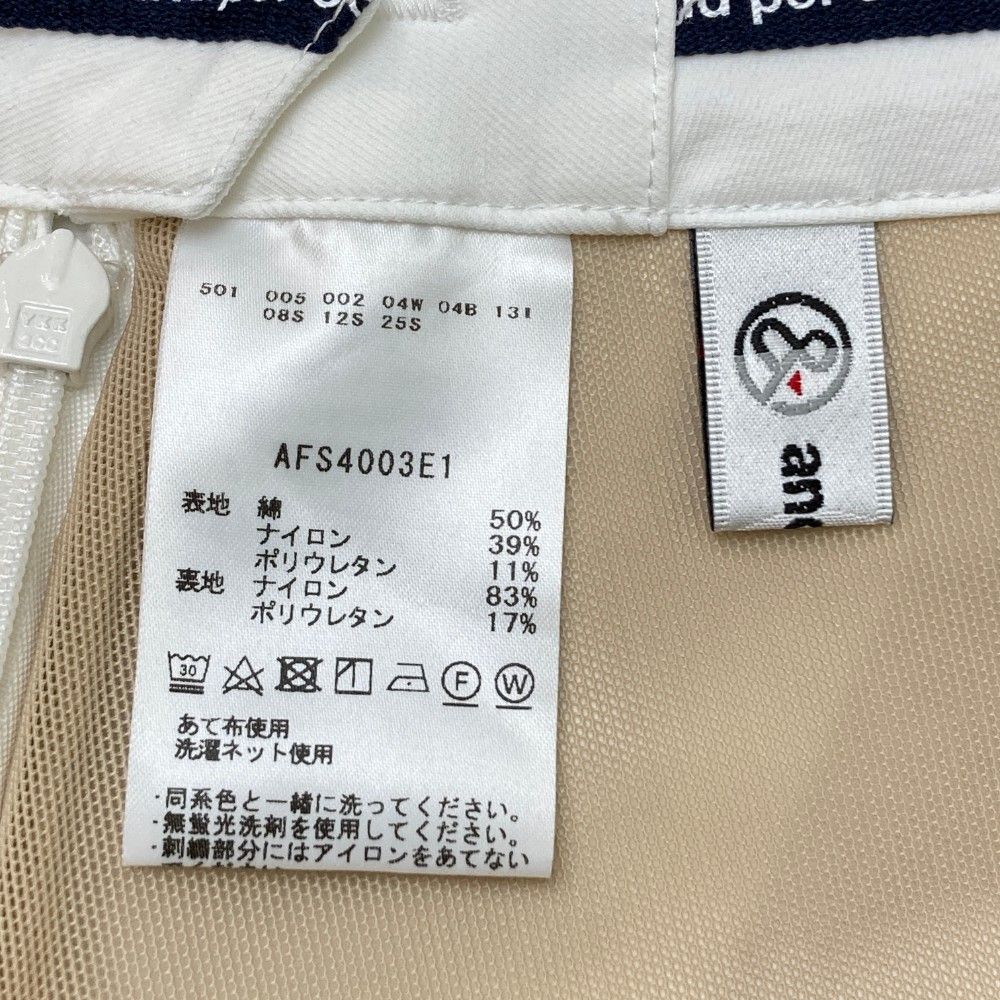 YKK
501 005 002 04W 04B 13I
08S 12S 25S
AFS4003E1
表地 綿 50%
ナイロン 39%
ポリウレタン 11%
裏地 ナイロン 83%
ポリウレタン 17%
30 F W
あて布使用
洗濯ネット使用
・同系色と一緒に洗ってください。
・無蛍光洗剤を使用してください。
・刺繍部分にはアイロンをあてない
and